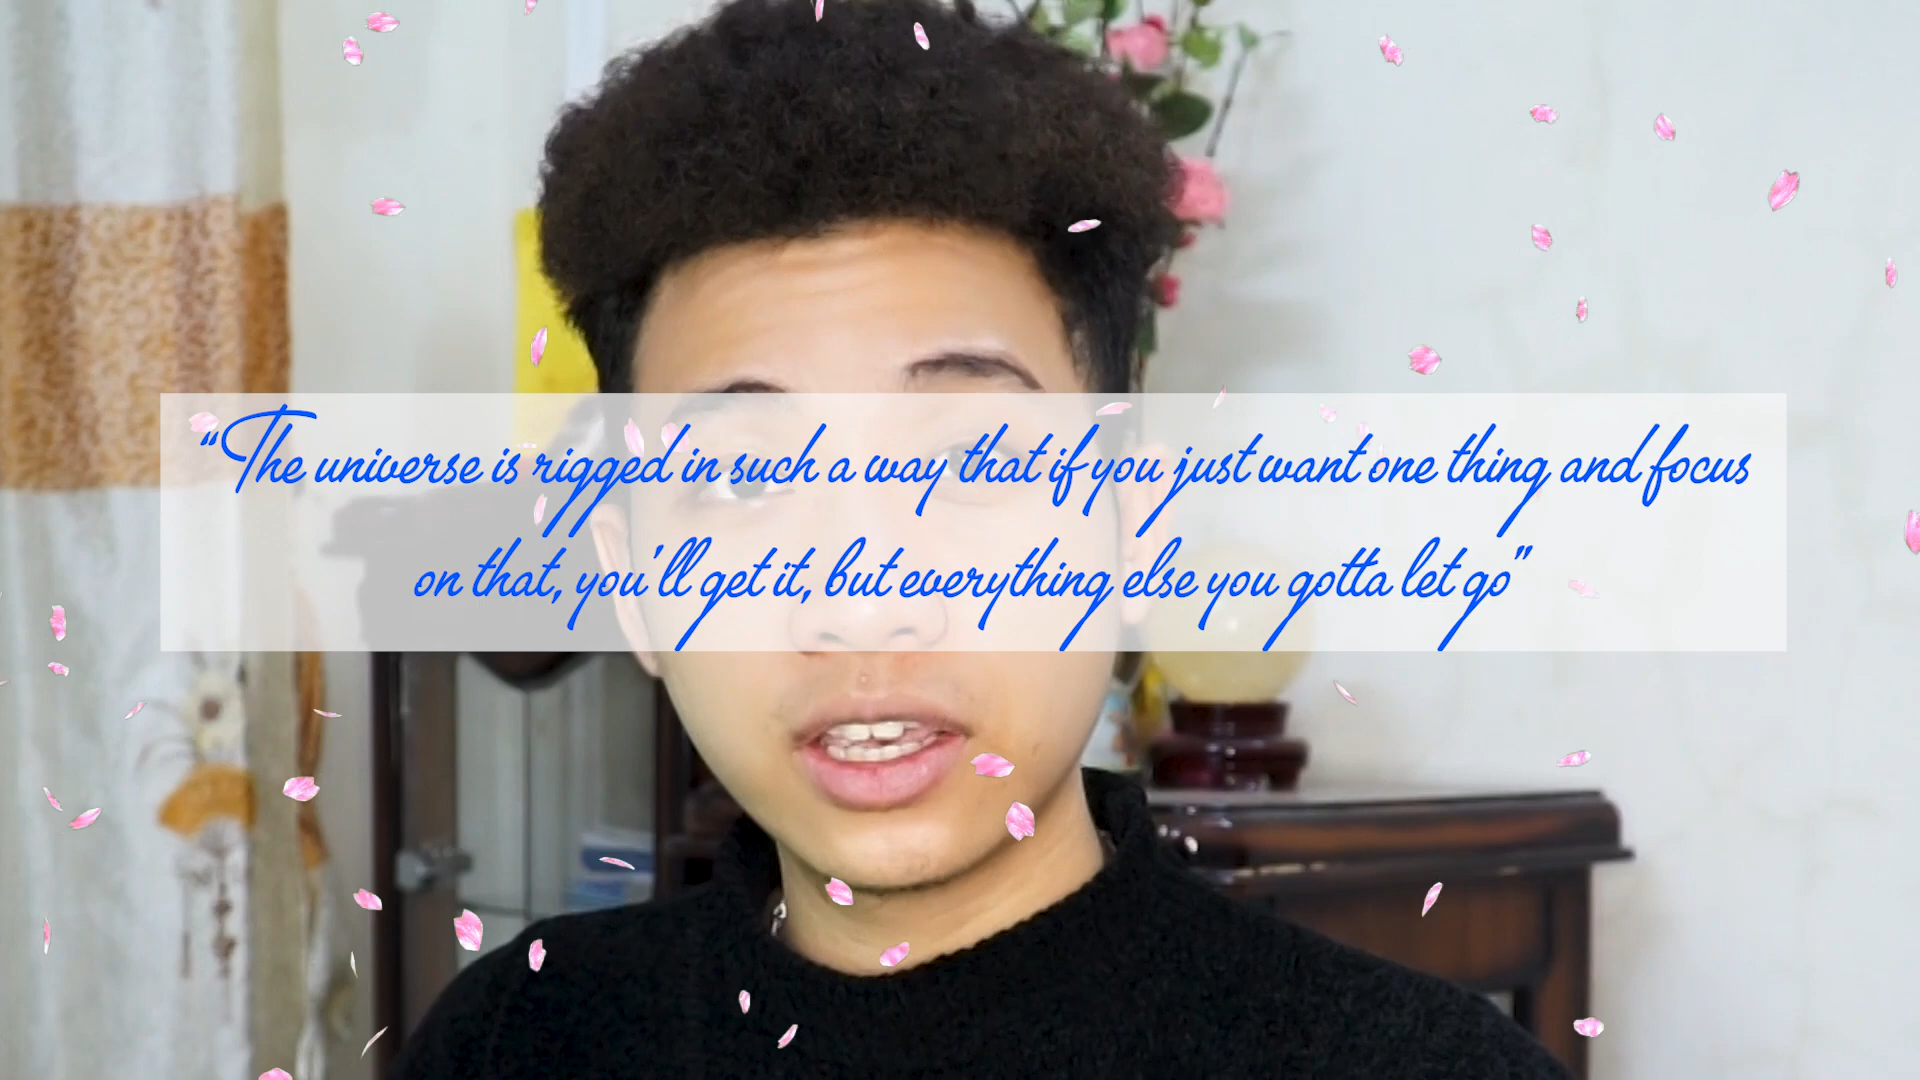 “The universe is rigged in such a way that if you just want one thing and focus
on that, you'll get it, but everything else you gotta let go”